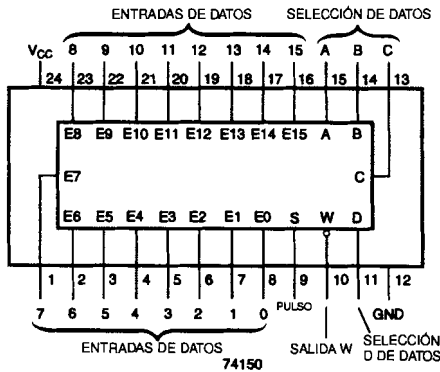 ENTRADAS DE DATOS SELECCIÓN DE DATOS
VCC 8 9 10 11 12 13 14 15 A B C
24 23 22 21 20 19 18 17 16 15 14 13
E8 E9 E10 E11 E12 E13 E14 E15 A B
E7 C
E6 E5 E4 E3 E2 E1 E0 S W D
1 2 3 4 5 6 7 8 9 10 11 12
7 6 5 4 3 2 1 0 PULSO GND
ENTRADAS DE DATOS SALIDA W SELECCIÓN
D DE DATOS
74150